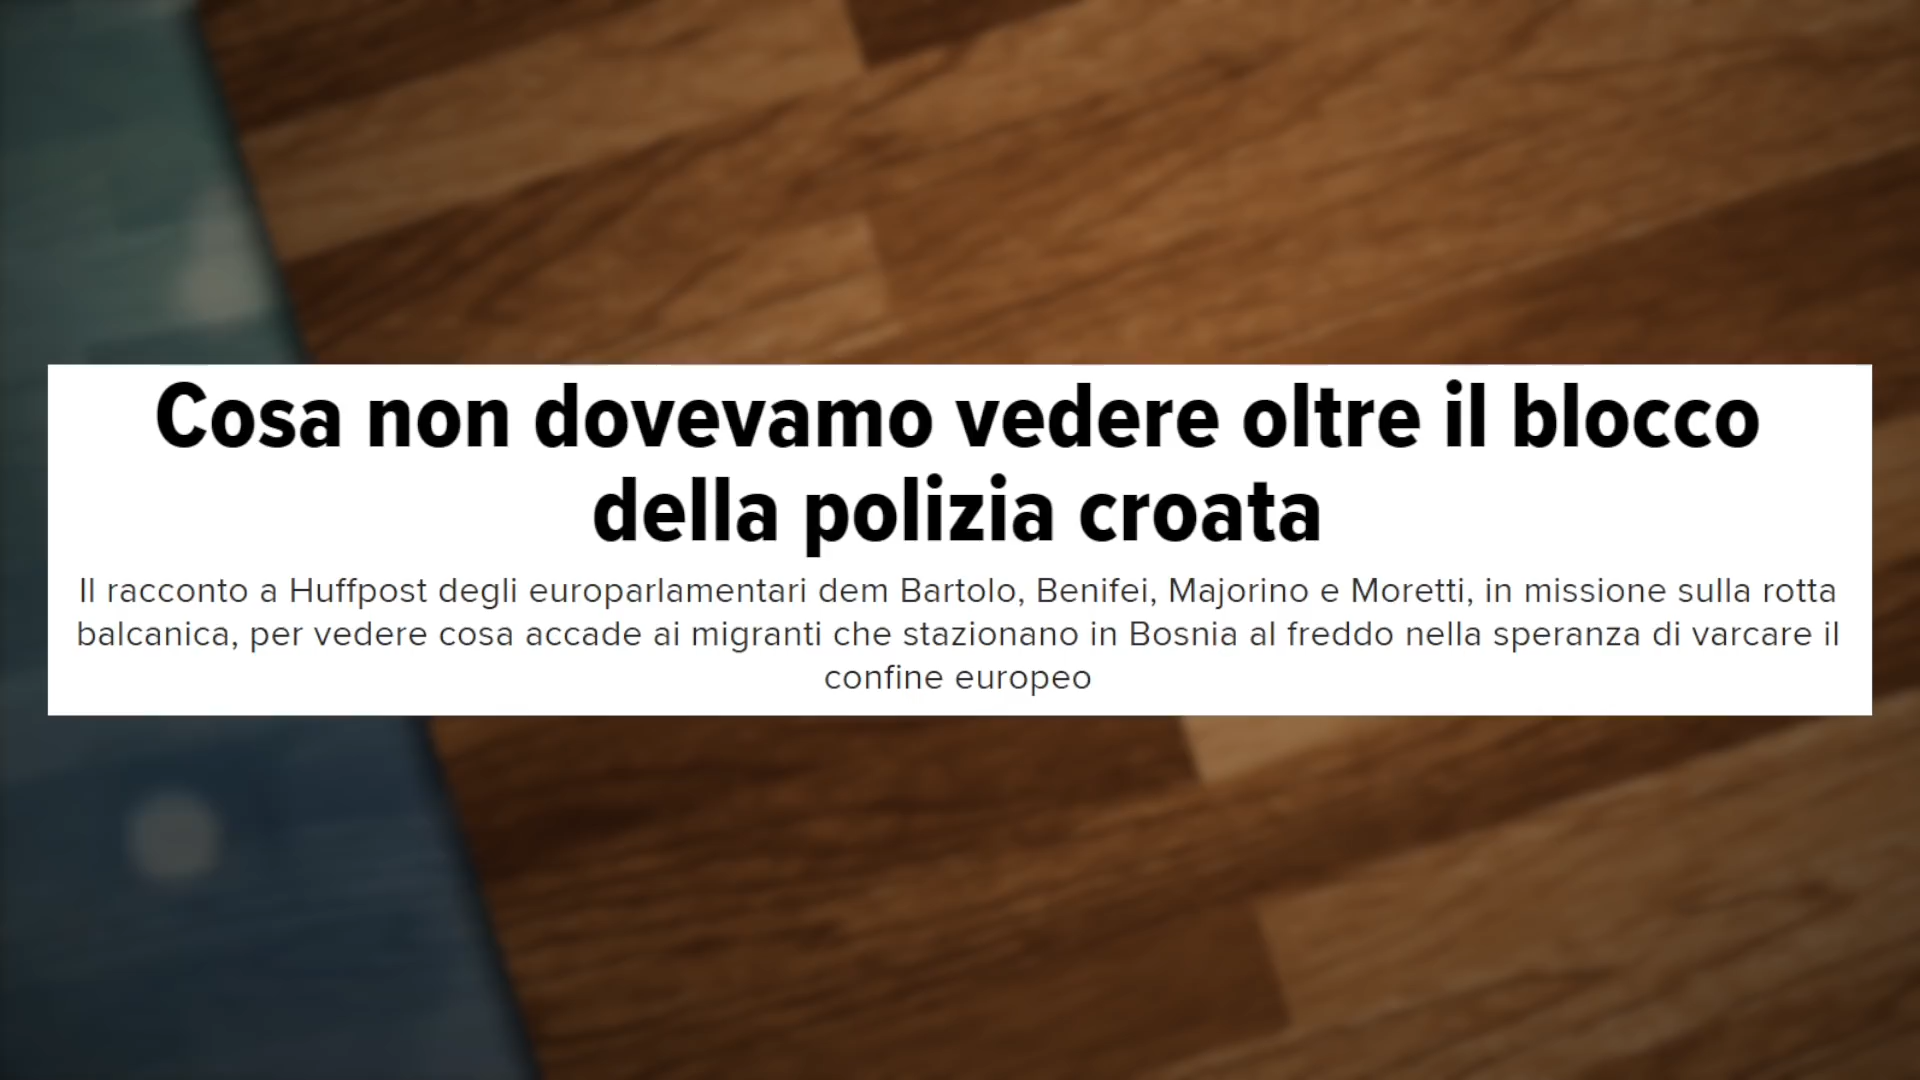 Cosa non dovevamo vedere oltre il blocco
della polizia croata
Il racconto a Huffpost degli europarlamentari dem Bartolo, Benifei, Majorino e Moretti, in missione sulla rotta
balcanica, per vedere cosa accade ai migranti che stazionano in Bosnia al freddo nella speranza di varcare il
confine europeo